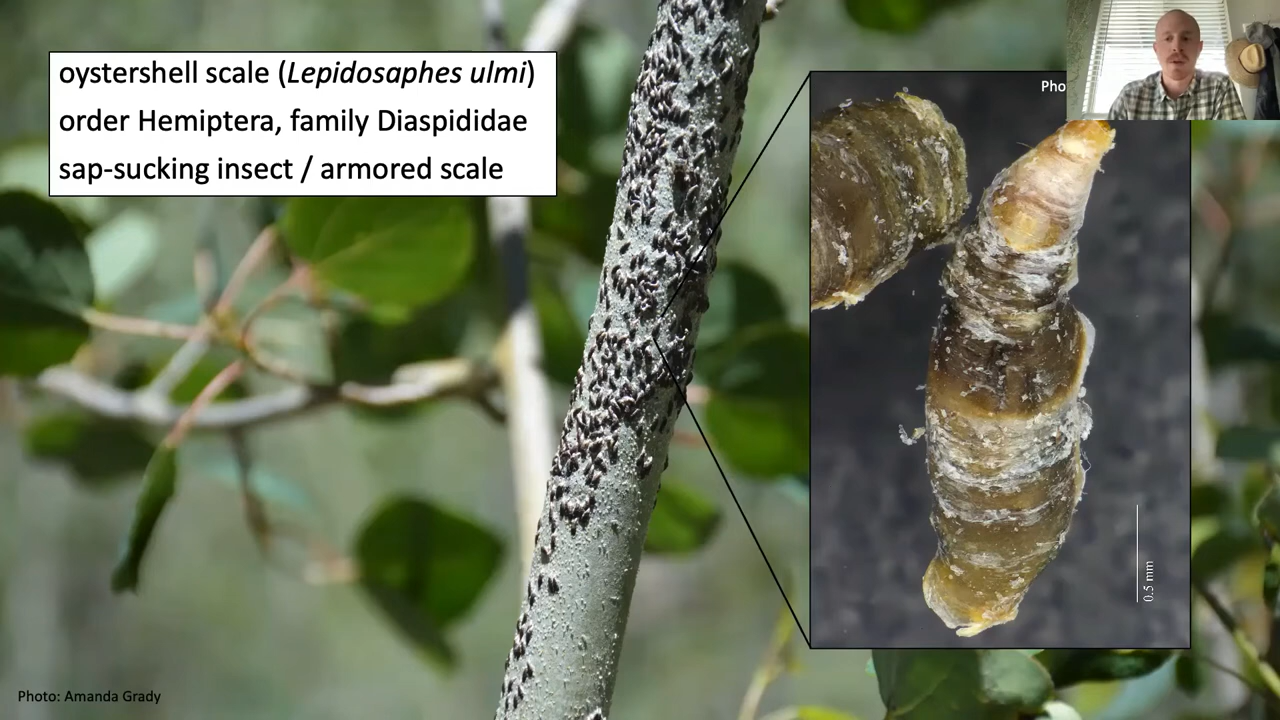 oystershell scale (Lepidosaphes ulmi)
order Hemiptera, family Diaspididae
sap-sucking insect / armored scale
Pho
0.5 mm
Photo: Amanda Grady